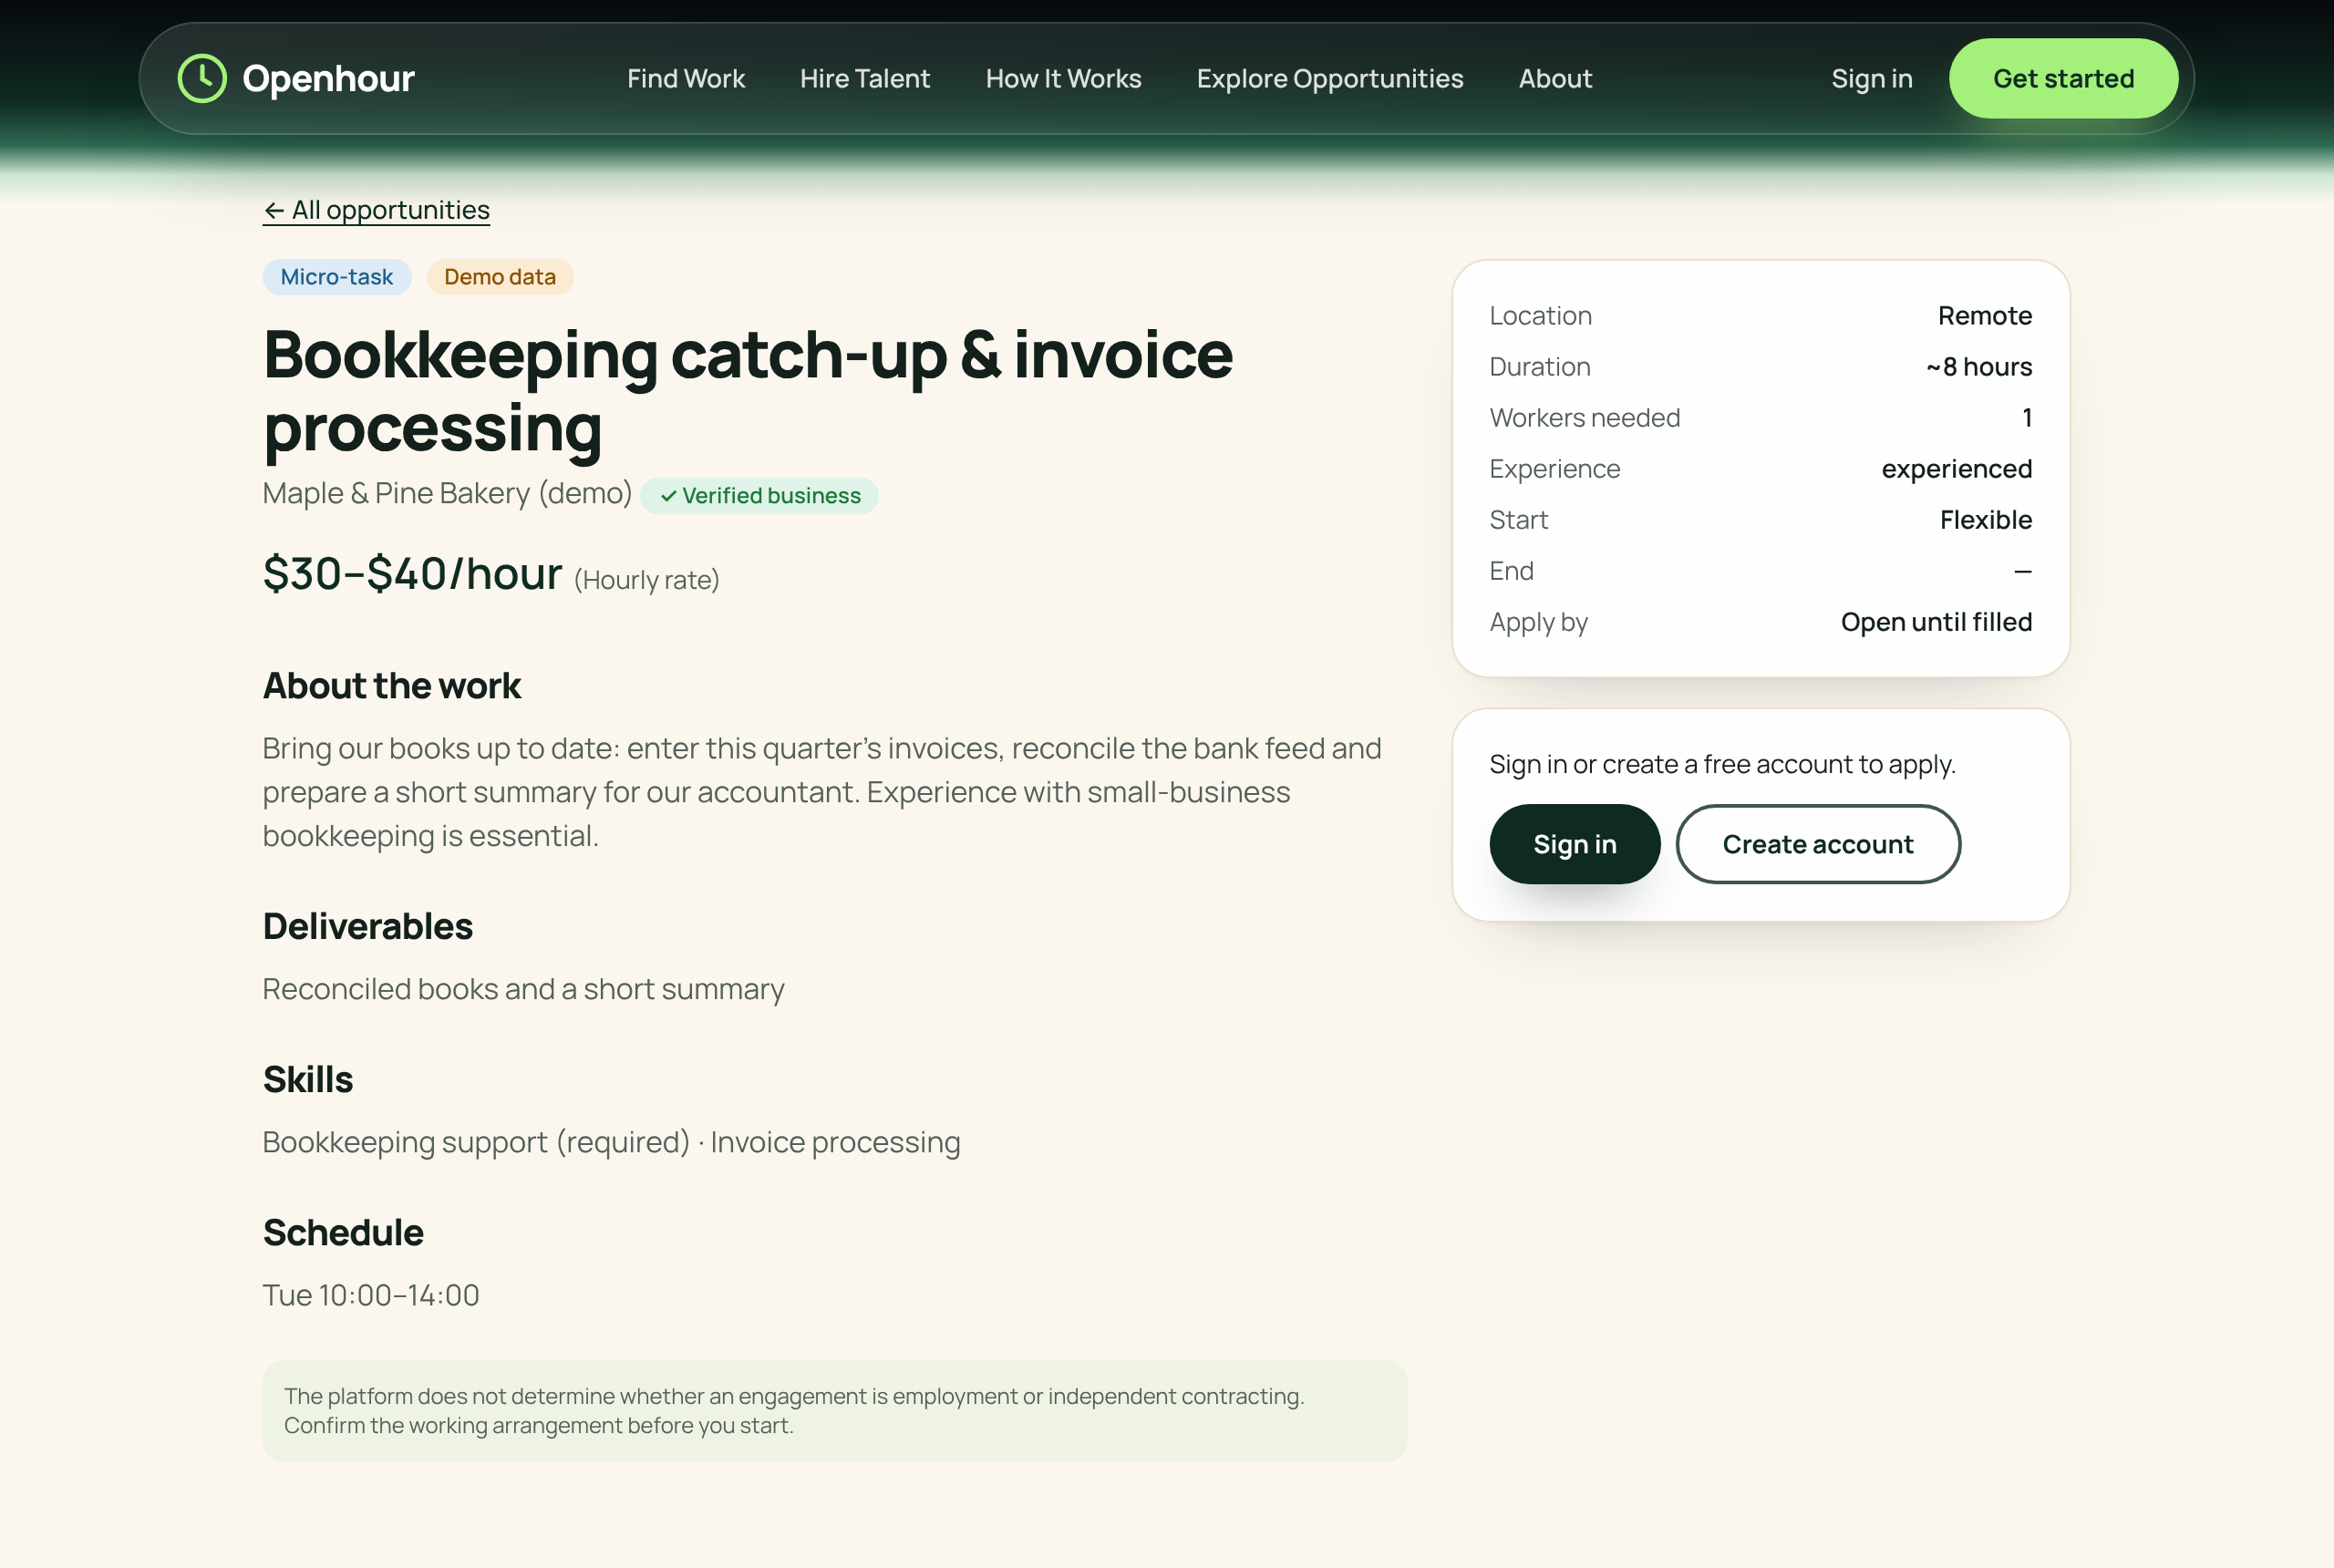 Openhour
Find Work
Hire Talent
How It Works
Explore Opportunities
About
Sign in
Get started
← All opportunities
Micro-task
Demo data
Bookkeeping catch-up & invoice
processing
Maple & Pine Bakery (demo) ✓ Verified business
$30–$40/hour (Hourly rate)
About the work
Bring our books up to date: enter this quarter’s invoices, reconcile the bank feed and
prepare a short summary for our accountant. Experience with small-business
bookkeeping is essential.
Deliverables
Reconciled books and a short summary
Skills
Bookkeeping support (required) · Invoice processing
Schedule
Tue 10:00–14:00
The platform does not determine whether an engagement is employment or independent contracting.
Confirm the working arrangement before you start.
Location Remote
Duration ~8 hours
Workers needed 1
Experience experienced
Start Flexible
End —
Apply by Open until filled
Sign in or create a free account to apply.
Sign in
Create account